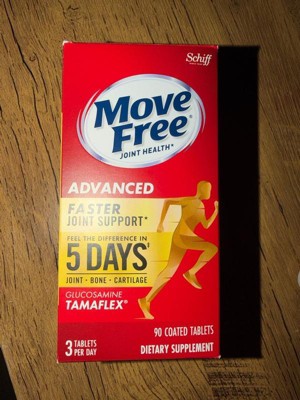 Schiff
Move
Free®
JOINT HEALTH*
ADVANCED
FASTER
JOINT SUPPORT*
FEEL THE DIFFERENCE IN
5 DAYS†
JOINT • BONE • CARTILAGE
GLUCOSAMINE
TAMAFLEX®
3 TABLETS
PER DAY
90 COATED TABLETS
DIETARY SUPPLEMENT